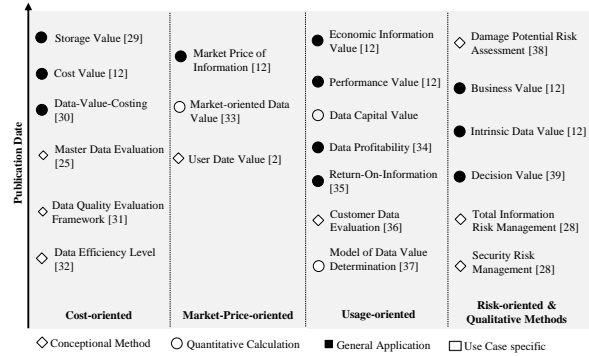 Publication Date
Storage Value [29]
Cost Value [12]
Data-Value-Costing
[30]
Master Data Evaluation
[25]
Data Quality Evaluation
Framework [31]
Data Efficiency Level
[32]
Cost-oriented
Market Price of
Information [12]
Market-oriented Data
Value [33]
User Date Value [2]
Market-Price-oriented
Economic Information
Value [12]
Performance Value [12]
Data Capital Value
Data Profitability [34]
Return-On-Information
[35]
Customer Data
Evaluation [36]
Model of Data Value
Determination [37]
Usage-oriented
Damage Potential Risk
Assessment [38]
Business Value [12]
Intrinsic Data Value [12]
Decision Value [39]
Total Information
Risk Management [28]
Security Risk
Management [28]
Risk-oriented &
Qualitative Methods
Conceptional Method
Quantitative Calculation
General Application
Use Case specific